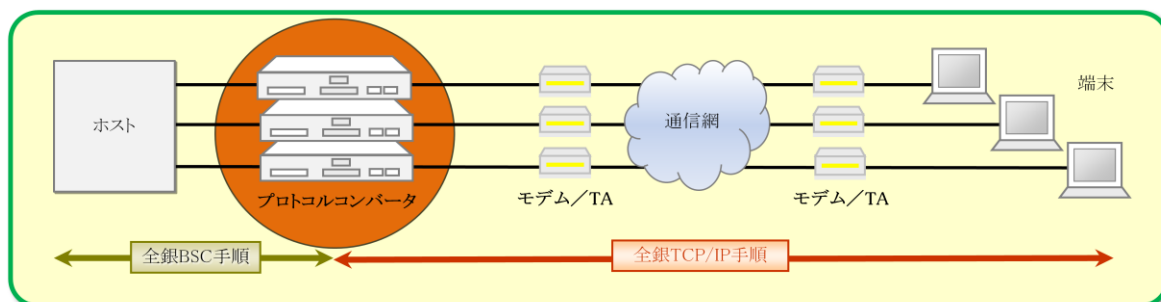 ホスト
プロトコルコンバータ
モデム／TA
通信網
モデム／TA
端末
全銀BSC手順
全銀TCP/IP手順